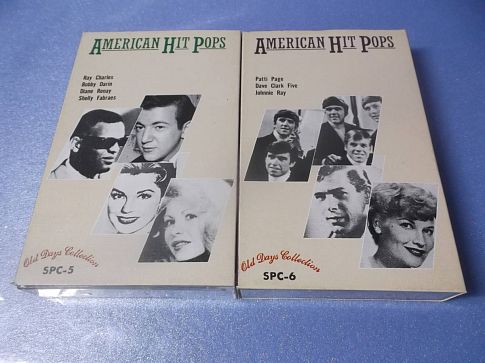 AMERICAN HIT POPS
Ray Charles
Bobby Darin
Diane Renay
Shelly Fabraes
Old Days Collection
SPC-5
AMERICAN HIT POPS
Patti Page
Dave Clark Five
Johnnie Ray
Old Days Collection
SPC-6